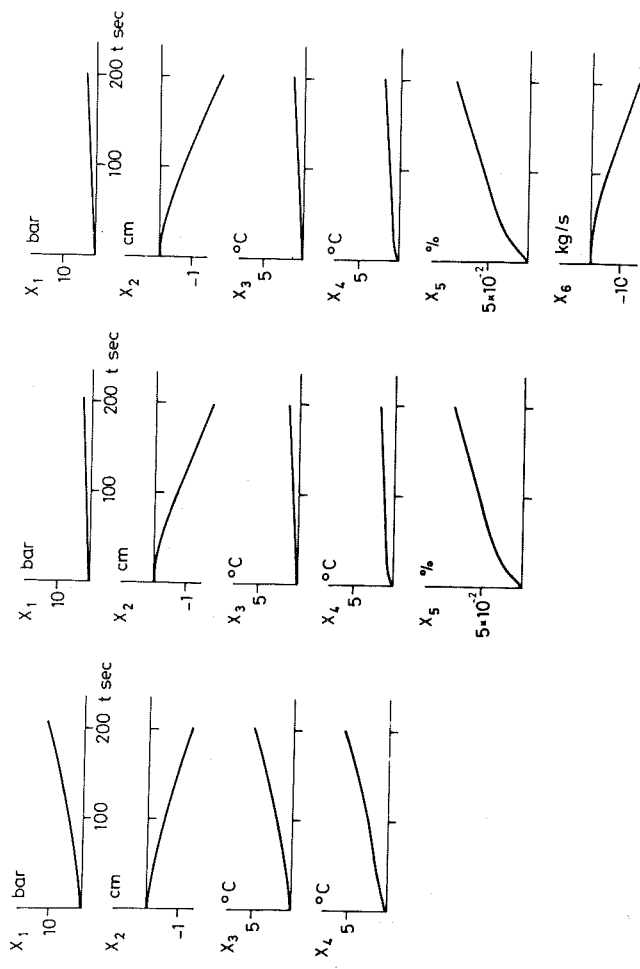 X₁ bar
10
100 200 t sec
X₂ cm
-1
X₃ °C
5
X₄ °C
5
X₁ bar
10
100 200 t sec
X₂ cm
-1
X₃ °C
5
X₄ °C
5
X₅ %
5*10⁻²
X₁ bar
10
100 200 t sec
X₂ cm
-1
X₃ °C
5
X₄ °C
5
X₅ %
5*10⁻²
X₆ kg/s
-10